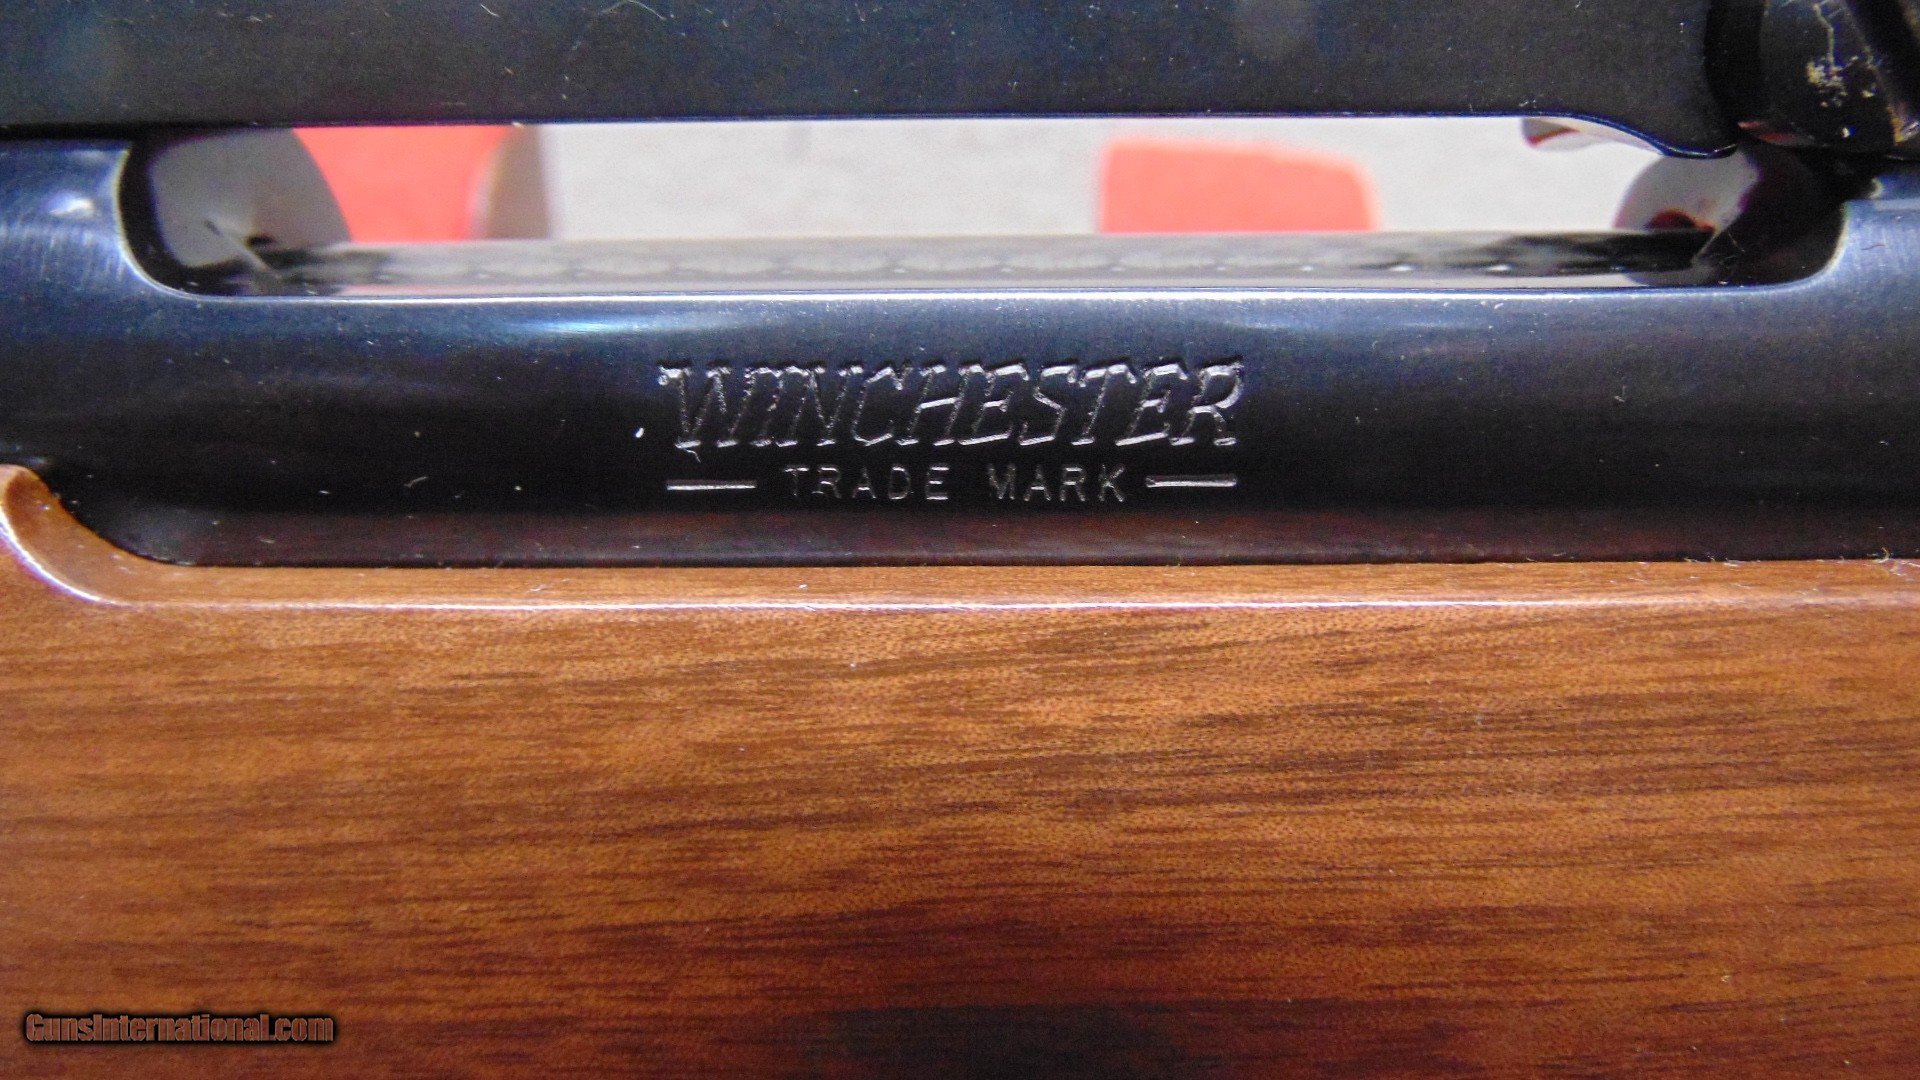 WINCHESTER
— TRADE MARK —
GunsInternational.com